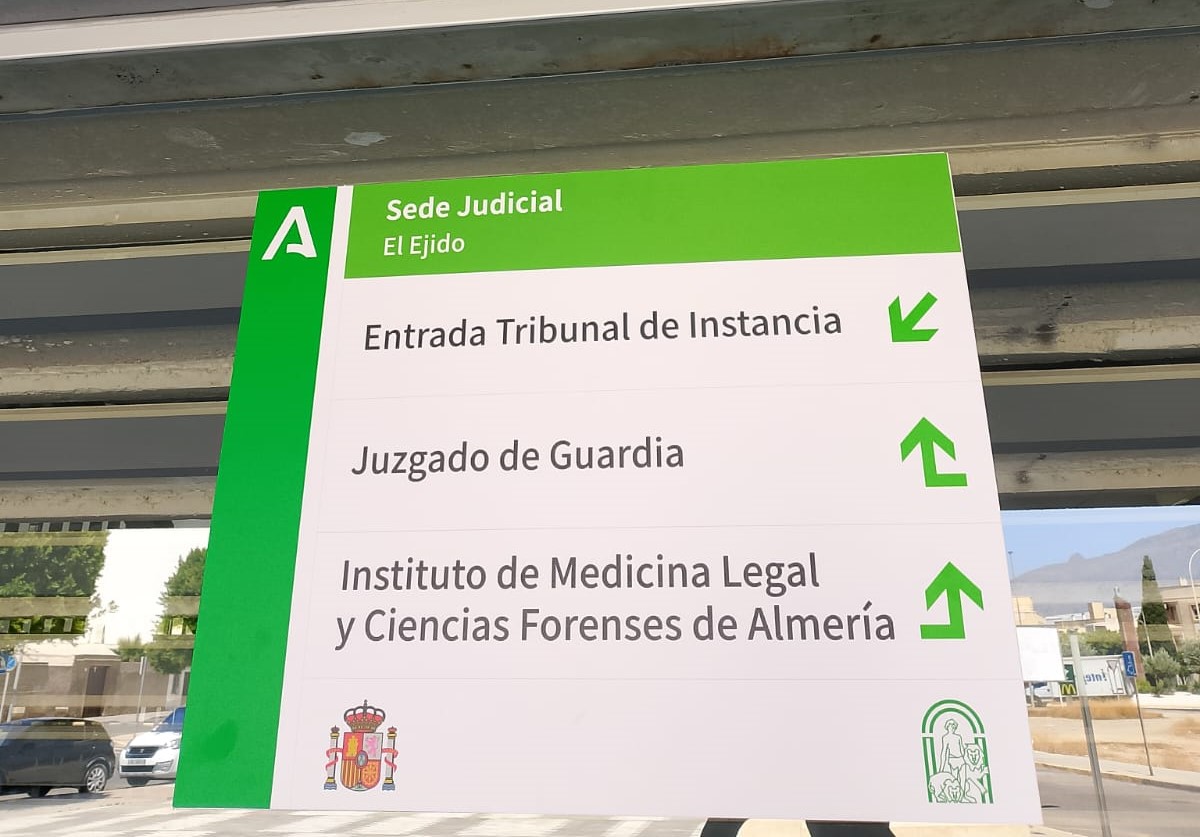 Sede Judicial
El Ejido
Entrada Tribunal de Instancia
Juzgado de Guardia
Instituto de Medicina Legal
y Ciencias Forenses de Almería